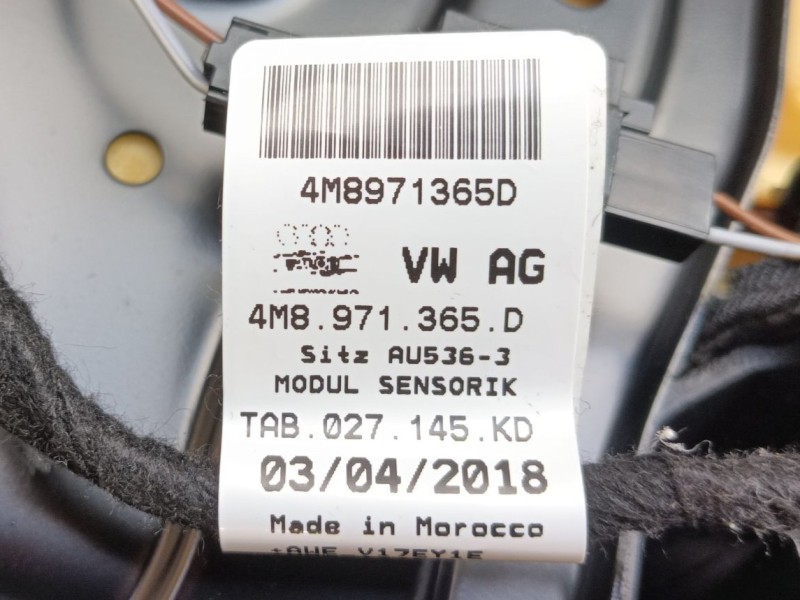 4M8971365D
VW AG
4M8.971.365.D
Sitz AU536-3
MODUL SENSORIK
TAB.027.145.KD
03/04/2018
Made in Morocco